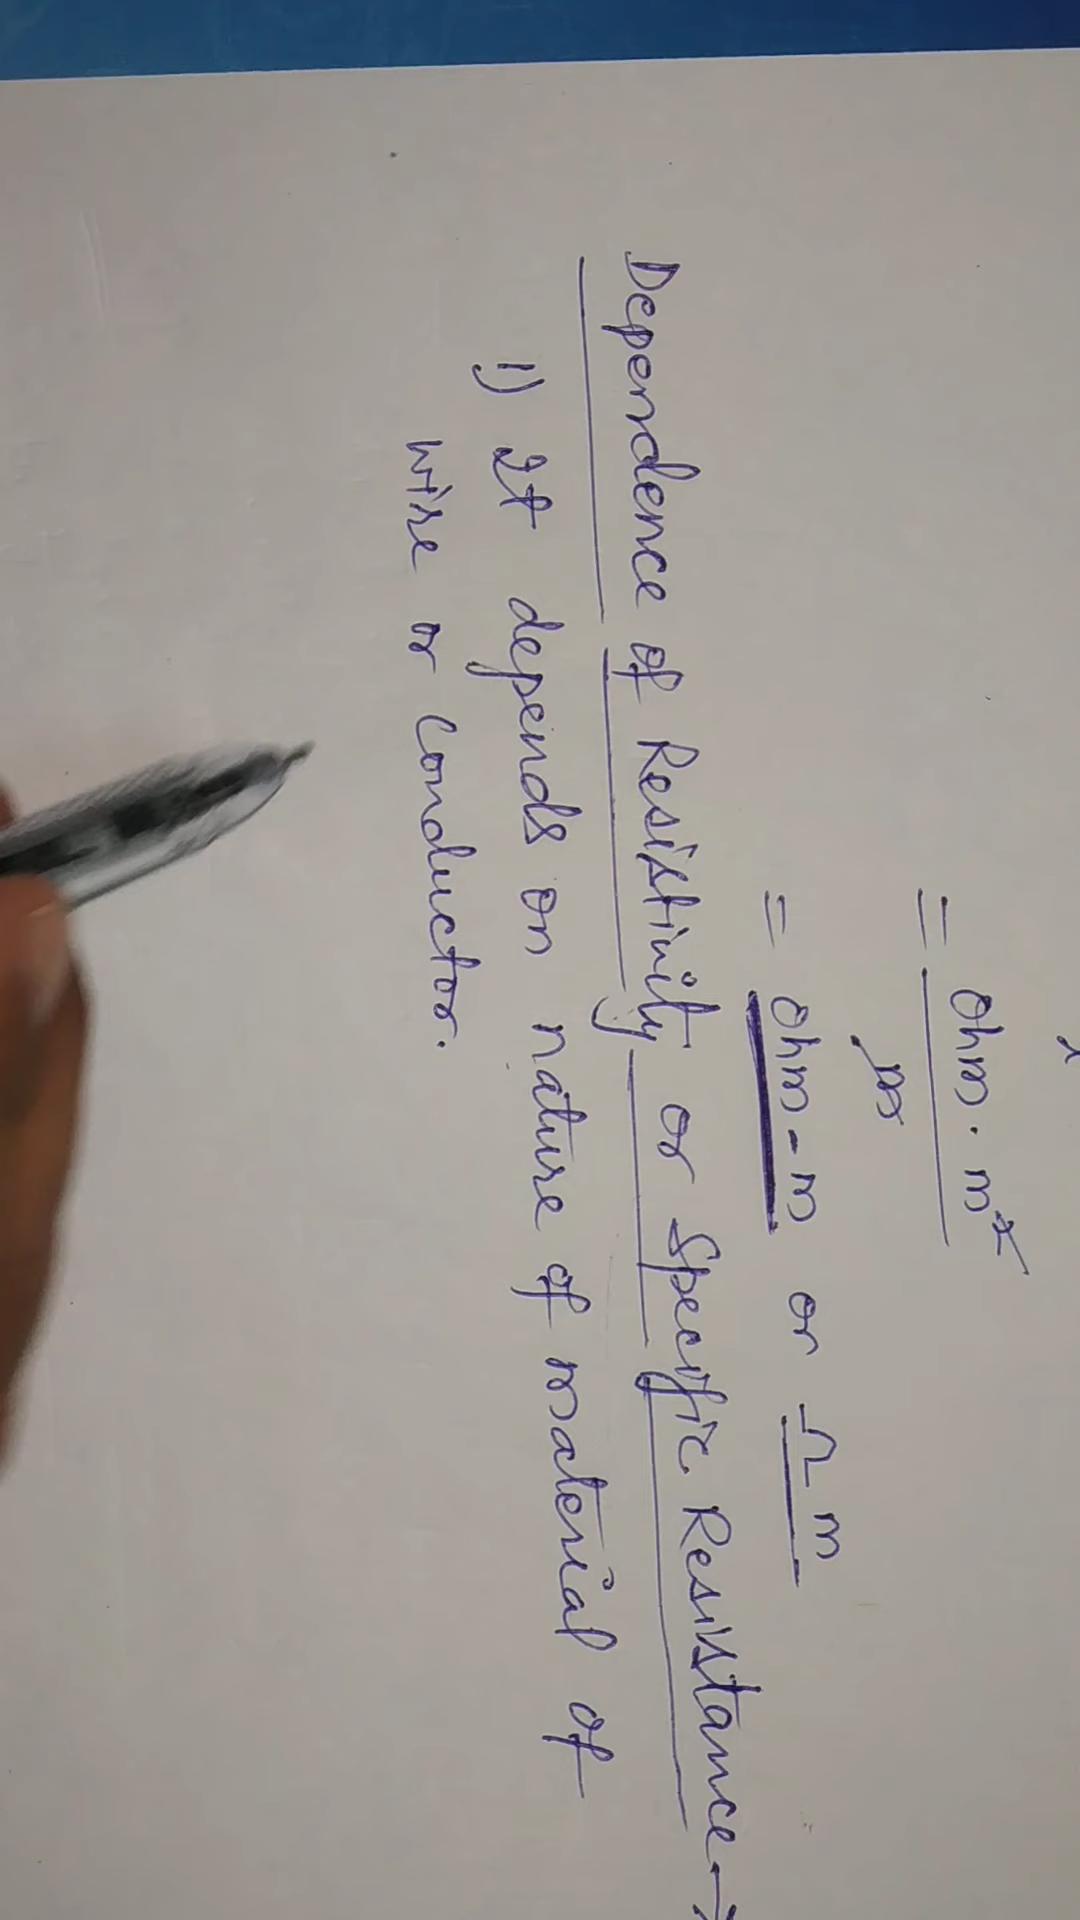 = ohm·m²
m
= ohm-m or Ωm
Dependence of Resistivity or Specific Resistance →
1) It depends on nature of material of
wire or conductor.